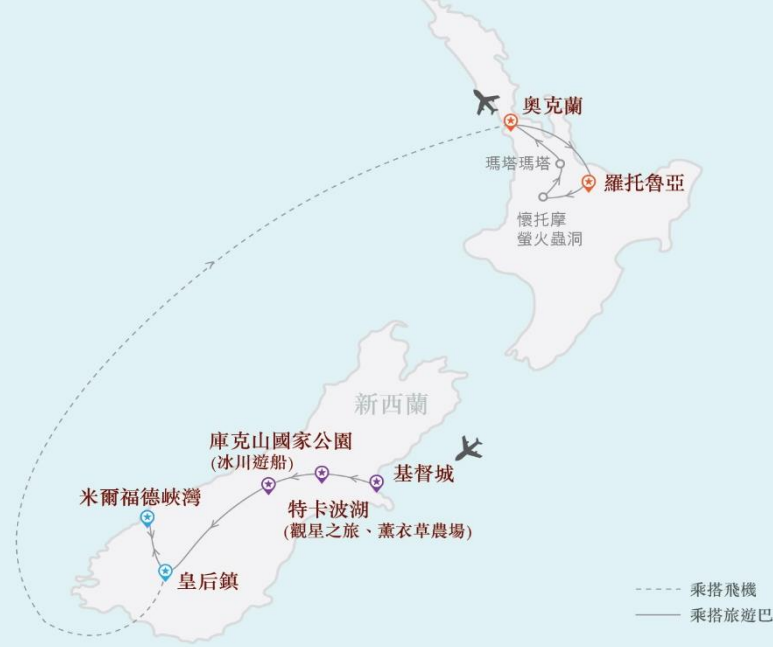 奧克蘭
瑪塔瑪塔
羅托魯亞
懷托摩
螢火蟲洞
新西蘭
庫克山國家公園
(冰川遊船)
基督城
米爾福德峽灣
特卡波湖
(觀星之旅、薰衣草農場)
皇后鎮
乘搭飛機
乘搭旅遊巴